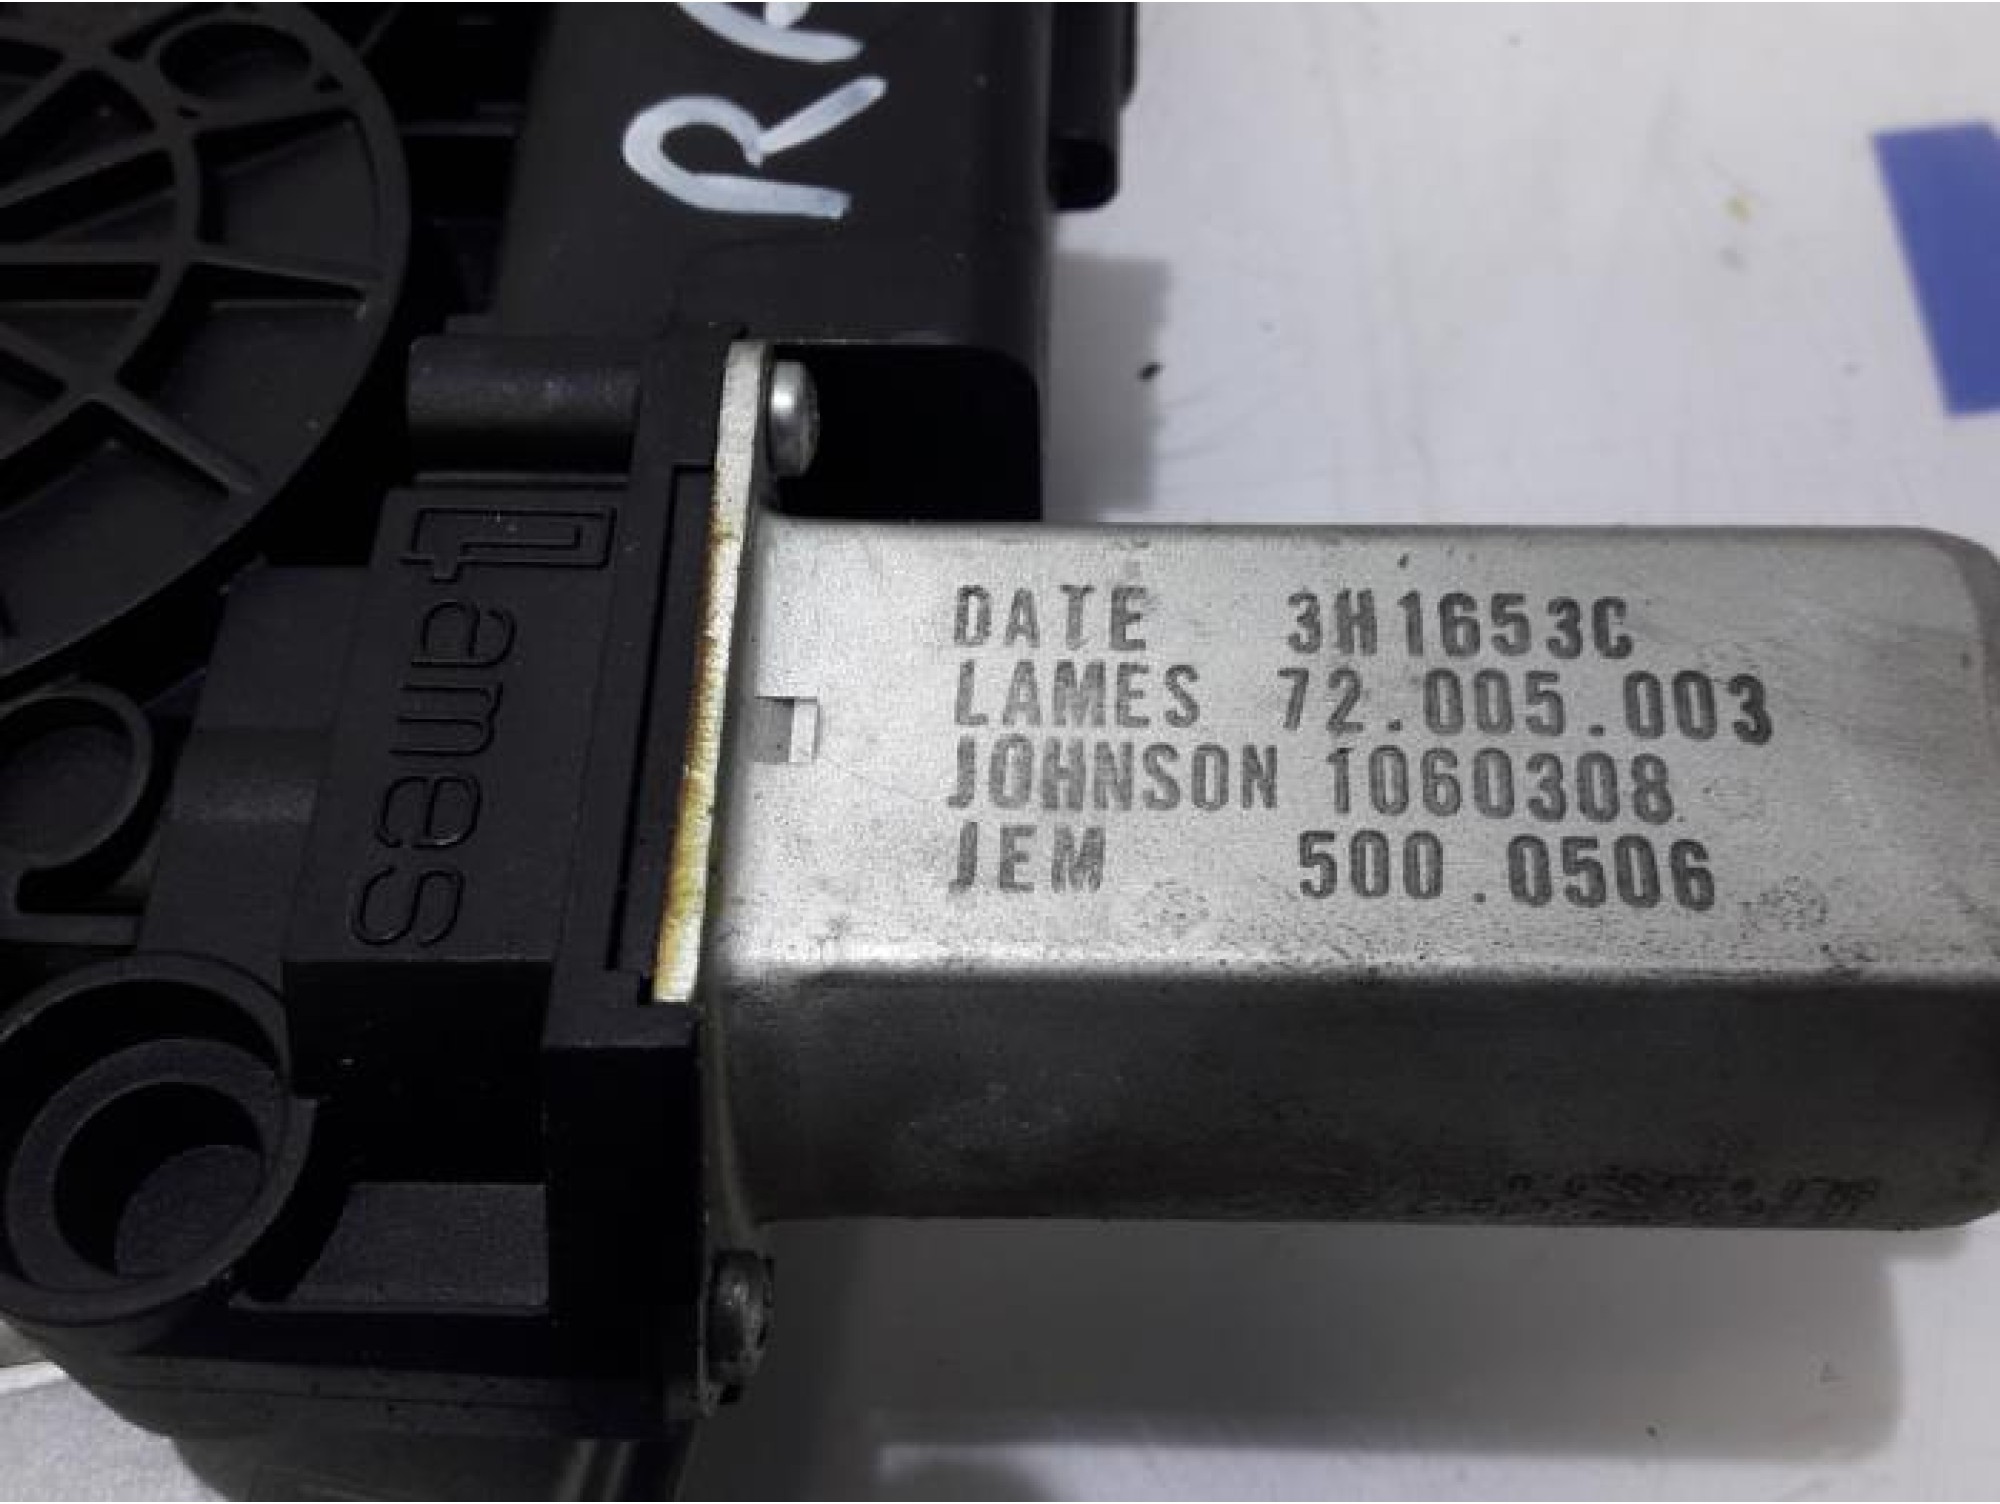 Lames
DATE 3H1653C
LAMES 72.005.003
JOHNSON 1060308
JEM 500.0506